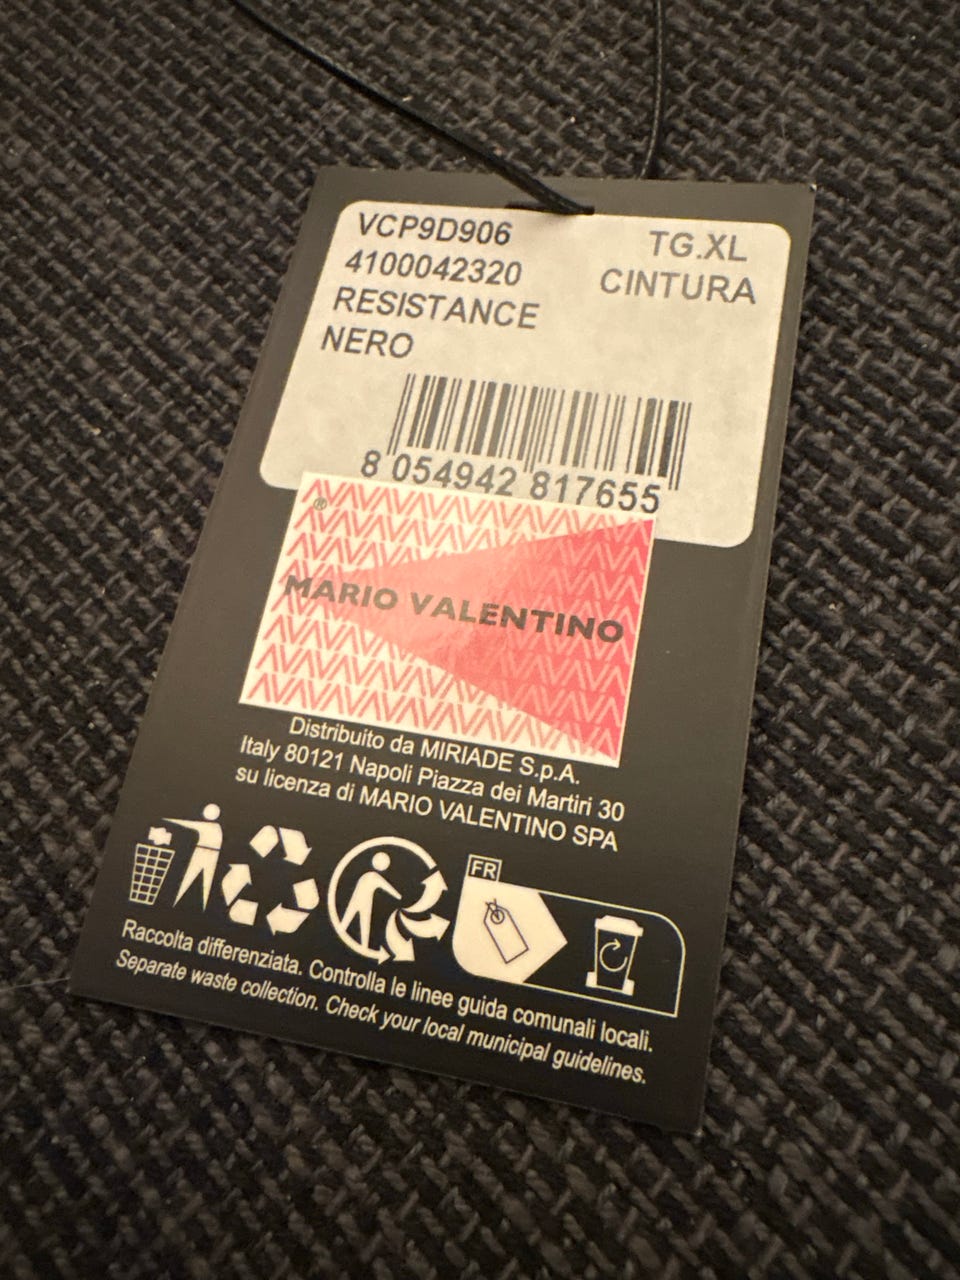 VCP9D906 TG.XL
4100042320 CINTURA
RESISTANCE
NERO
8 054942 817655
®
MARIO VALENTINO
Distribuito da MIRIADE S.p.A.
Italy 80121 Napoli Piazza dei Martiri 30
su licenza di MARIO VALENTINO SPA
FR
Raccolta differenziata. Controlla le linee guida comunali locali.
Separate waste collection. Check your local municipal guidelines.